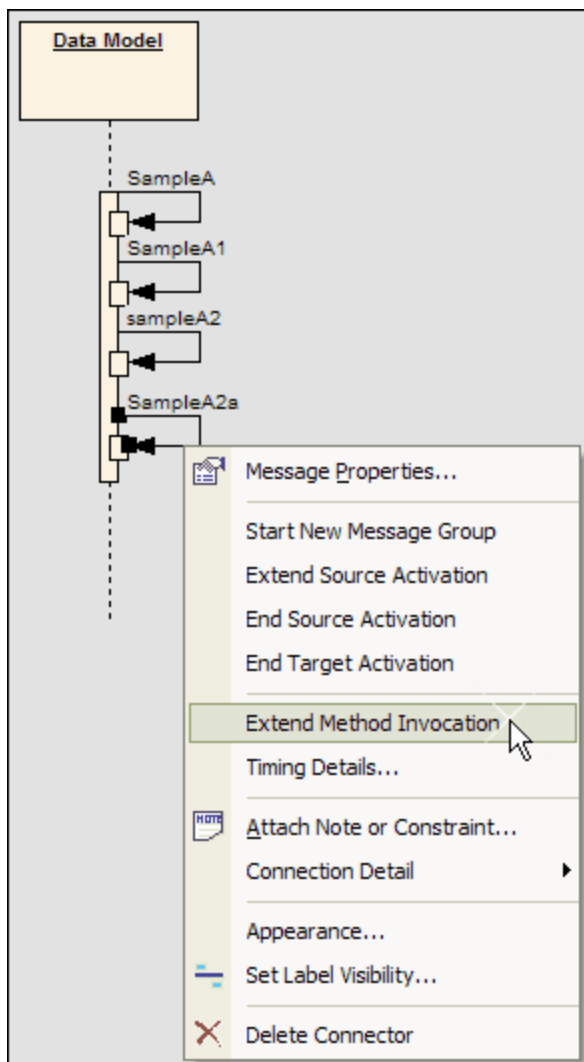 Data Model
SampleA
SampleA1
sampleA2
SampleA2a
Message Properties...
Start New Message Group
Extend Source Activation
End Source Activation
End Target Activation
Extend Method Invocation
Timing Details...
NOTE
Attach Note or Constraint...
Connection Detail
Appearance...
Set Label Visibility...
Delete Connector